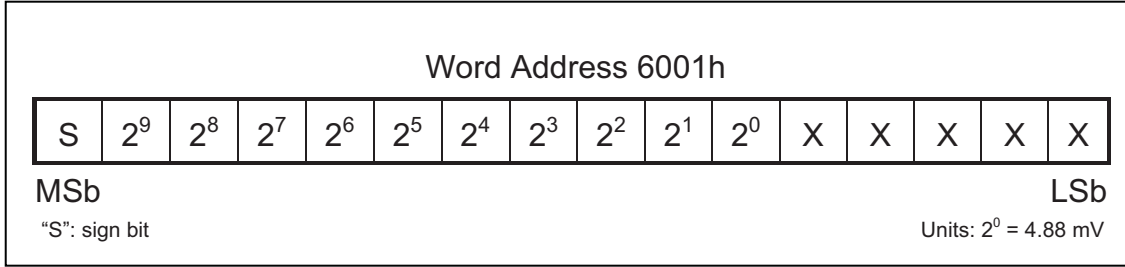 Word Address 6001h
S 2⁹ 2⁸ 2⁷ 2⁶ 2⁵ 2⁴ 2³ 2² 2¹ 2⁰ X X X X X
MSb LSb
“S”: sign bit Units: 2⁰ = 4.88 mV